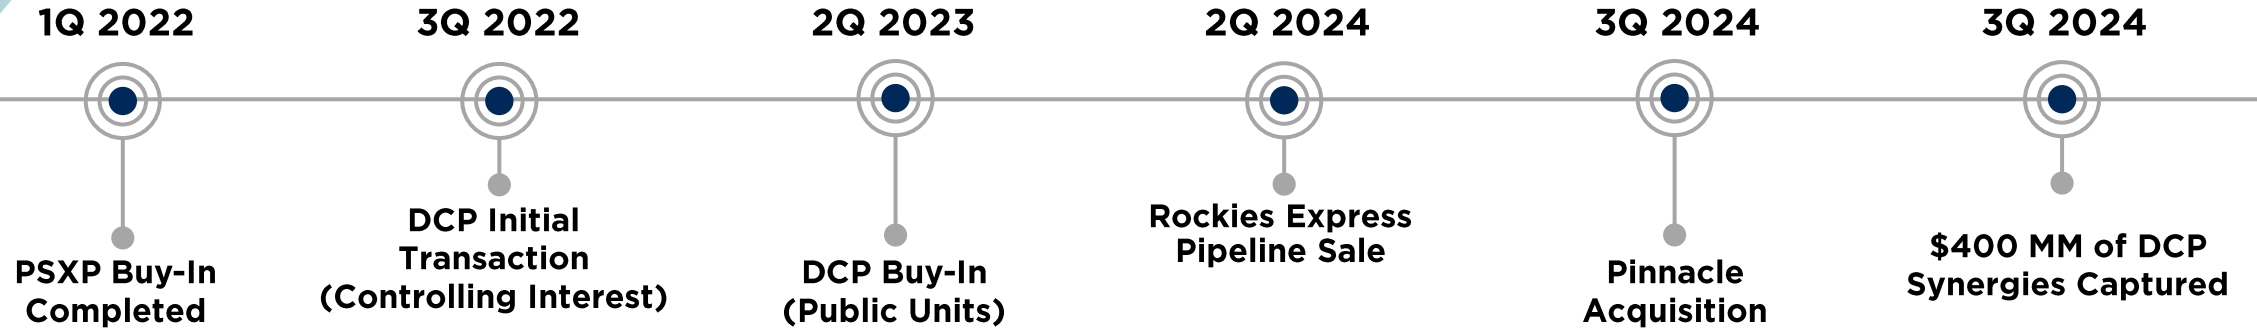 1Q 2022
PSXP Buy-In
Completed
3Q 2022
DCP Initial
Transaction
(Controlling Interest)
2Q 2023
DCP Buy-In
(Public Units)
2Q 2024
Rockies Express
Pipeline Sale
3Q 2024
Pinnacle
Acquisition
3Q 2024
$400 MM of DCP
Synergies Captured